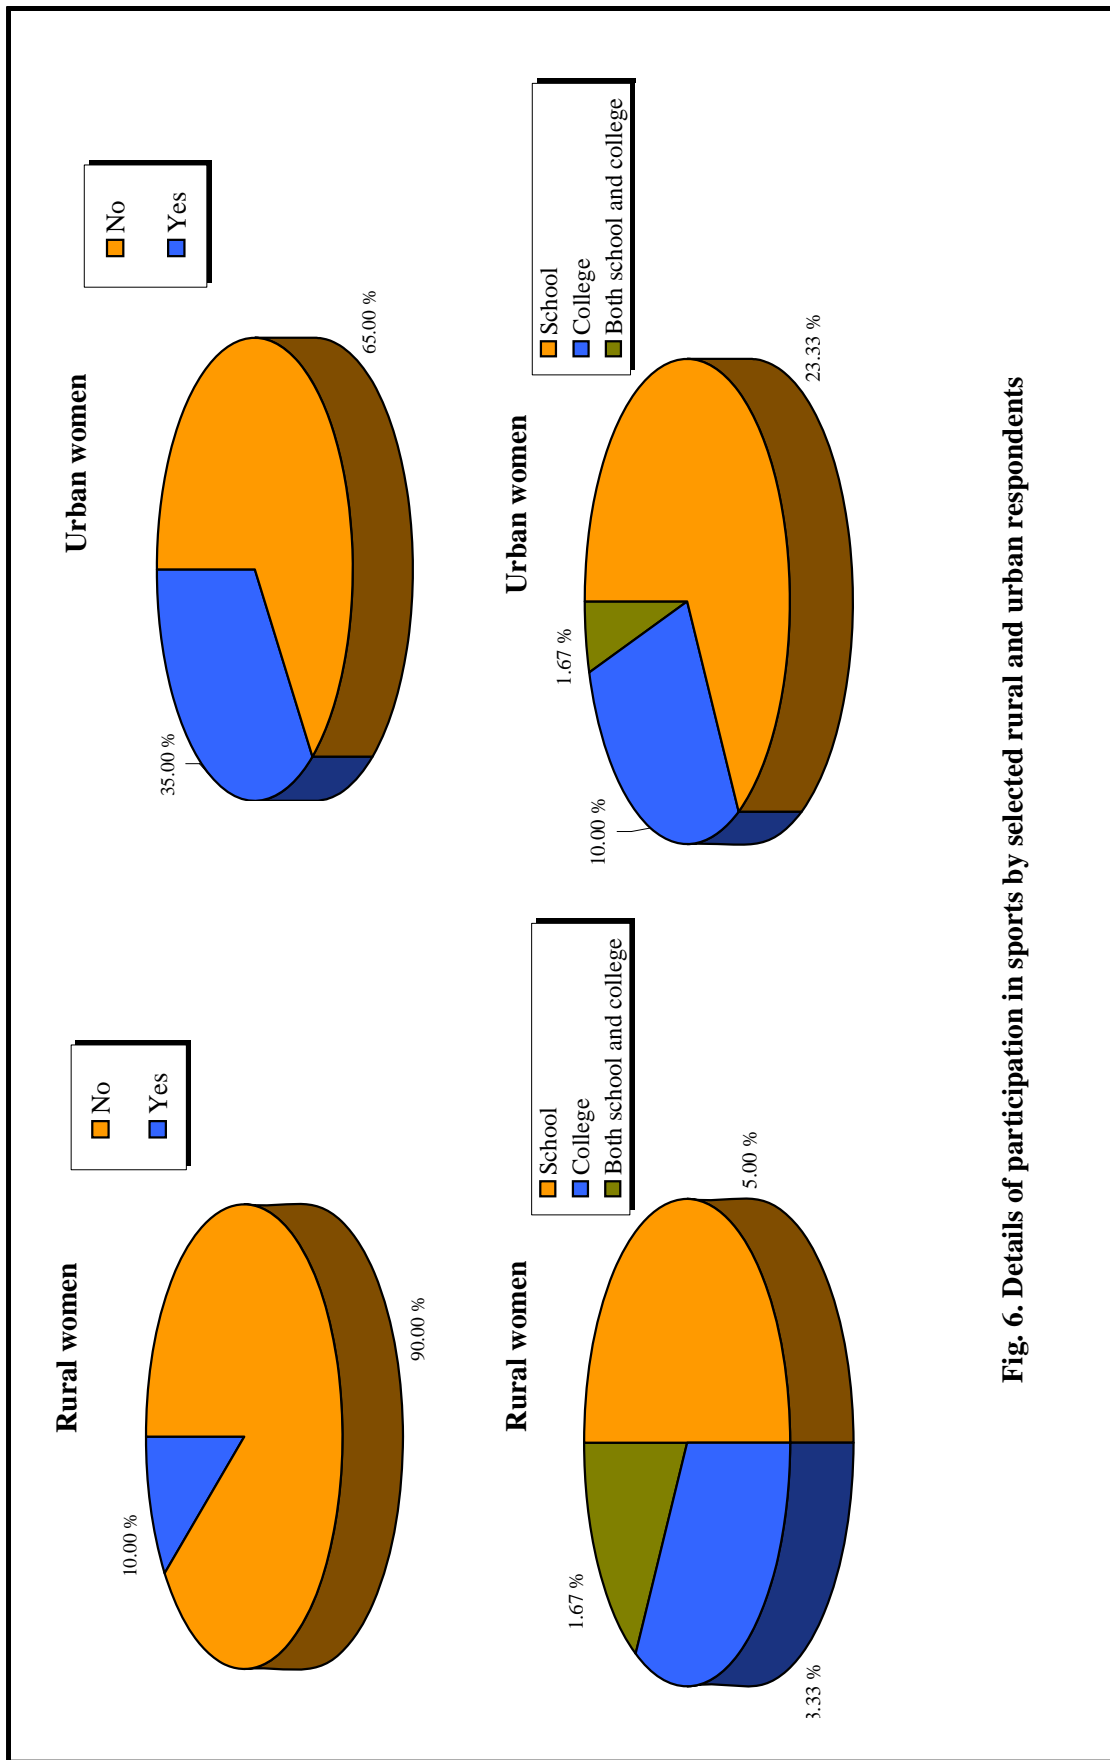 Rural women
No
Yes
10.00 %
90.00 %
Urban women
No
Yes
35.00 %
65.00 %
Rural women
School
College
Both school and college
1.67 %
5.00 %
3.33 %
Urban women
School
College
Both school and college
1.67 %
10.00 %
23.33 %
Fig. 6. Details of participation in sports by selected rural and urban respondents